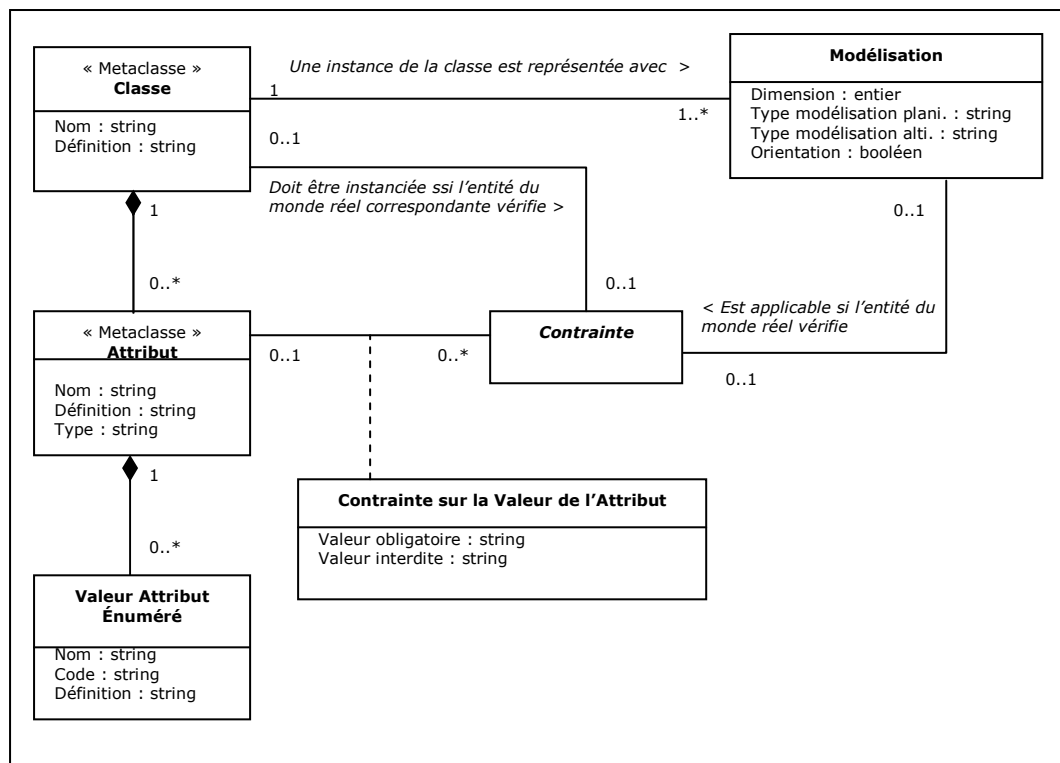 « Metaclasse »
Classe
Nom : string
Définition : string
Une instance de la classe est représentée avec >
1
1..*
Modélisation
Dimension : entier
Type modélisation plani. : string
Type modélisation alti. : string
Orientation : booléen
0..1
Doit être instanciée ssi l’entité du
monde réel correspondante vérifie >
1
0..*
0..1
0..1
< Est applicable si l’entité du
monde réel vérifie
0..1
« Metaclasse »
Attribut
Nom : string
Définition : string
Type : string
0..1
0..*
Contrainte
1
0..*
Contrainte sur la Valeur de l’Attribut
Valeur obligatoire : string
Valeur interdite : string
Valeur Attribut
Énuméré
Nom : string
Code : string
Définition : string